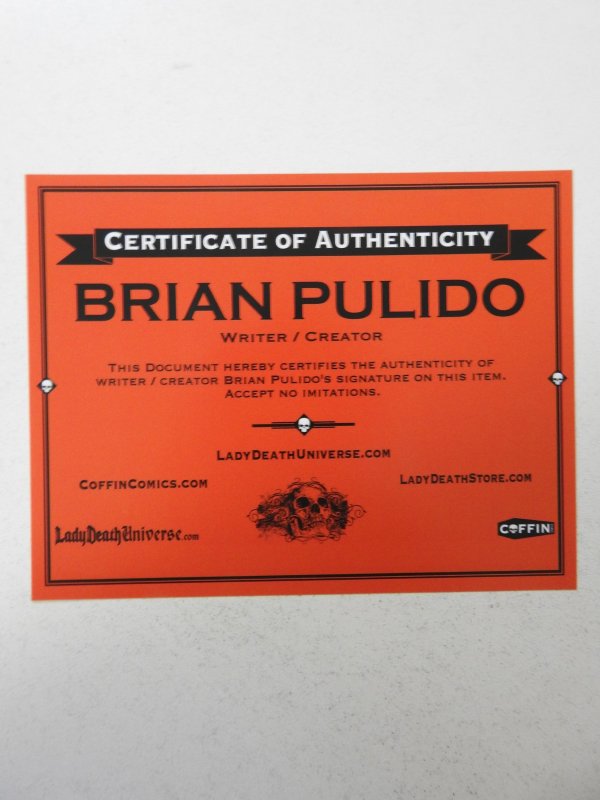 CERTIFICATE OF AUTHENTICITY
BRIAN PULIDO
WRITER / CREATOR
THIS DOCUMENT HEREBY CERTIFIES THE AUTHENTICITY OF
WRITER / CREATOR BRIAN PULIDO'S SIGNATURE ON THIS ITEM.
ACCEPT NO IMITATIONS.
LADYDEATHUNIVERSE.COM
COFFINCOMICS.COM
LADYDEATHSTORE.COM
LadyDeathUniverse.com
COFFIN